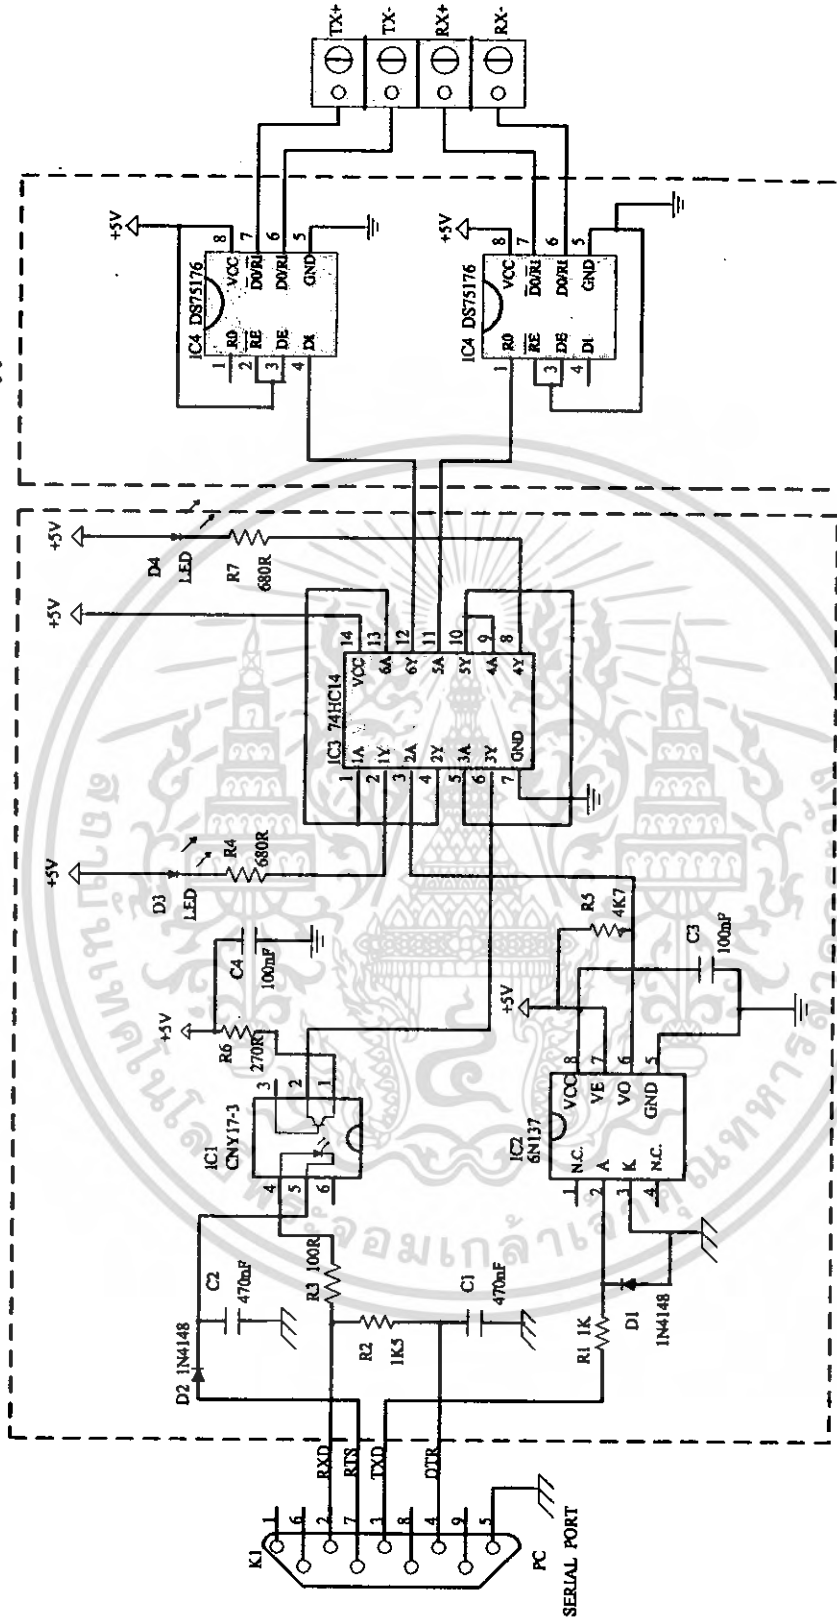 K1
1
6
2
7
3
8
4
9
5
RXD
RTS
TXD
DTR
PC
SERIAL PORT
D2 1N4148
C2
470nF
R3 100R
R2
1K5
C1
470nF
R1 1K
D1
1N4148
IC1
CNY17-3
4
5
6
3
2
1
+5V
R6
270R
C4
100nF
IC2
6N137
1
2
3
4
N.C.
A
K
N.C.
VCC
VE
VO
GND
8
7
6
5
+5V
R5
4K7
C3
100nF
+5V
D3
LED
R4
680R
IC3 74HC14
1
2
3
4
5
6
7
1A
1Y
2A
2Y
3A
3Y
GND
VCC
6A
6Y
5A
5Y
4A
4Y
14
13
12
11
10
9
8
+5V
+5V
D4
LED
R7
680R
IC4 DS75176
1
2
3
4
R0
RE
DE
DI
VCC
D0/RI
D0/RI
GND
8
7
6
5
+5V
IC4 DS75176
1
2
3
4
R0
RE
DE
DI
VCC
D0/RI
D0/RI
GND
8
7
6
5
+5V
TX+
TX-
RX+
RX-